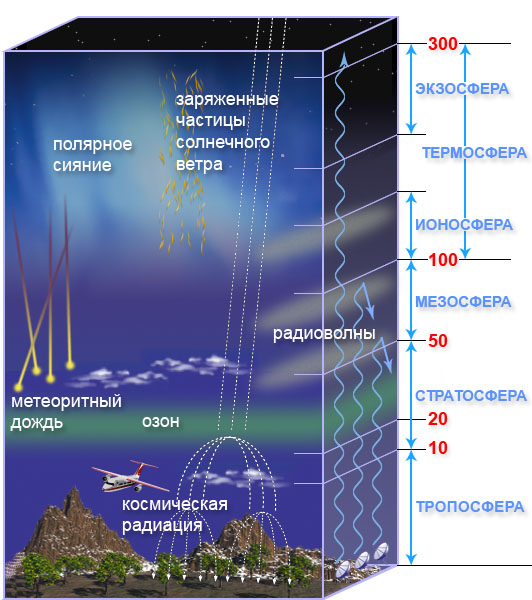 300
ЭКЗОСФЕРА
заряженные
частицы
солнечного
ветра
полярное
сияние
ТЕРМОСФЕРА
ИОНОСФЕРА
100
МЕЗОСФЕРА
радиоволны
50
метеоритный
дождь
озон
СТРАТОСФЕРА
20
10
космическая
радиация
ТРОПОСФЕРА